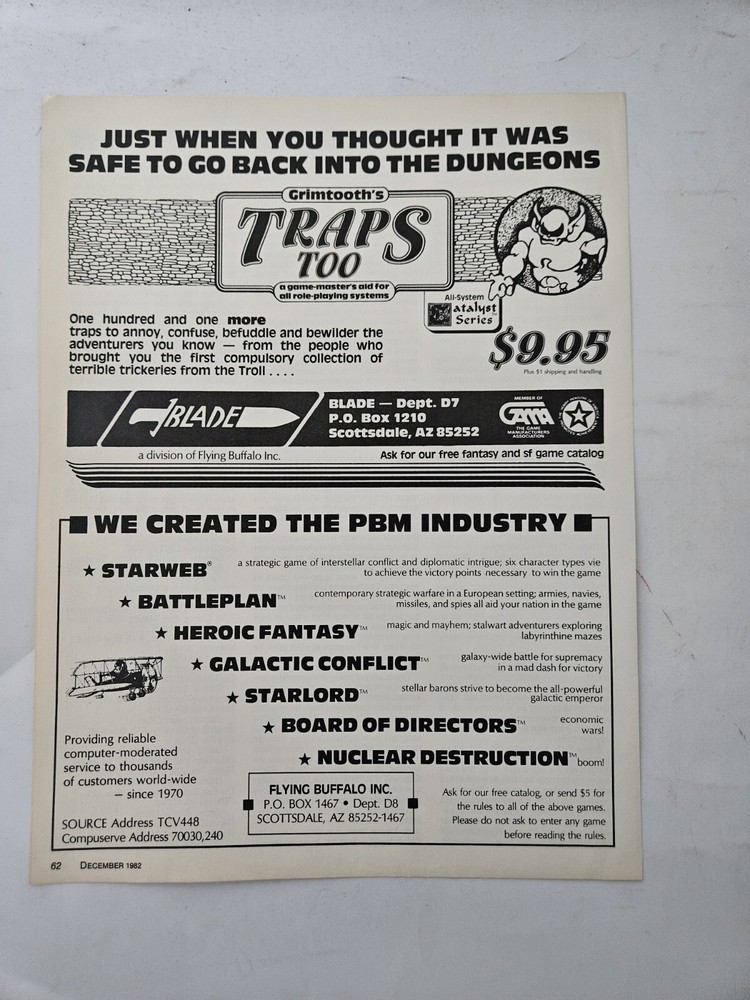 JUST WHEN YOU THOUGHT IT WAS
SAFE TO GO BACK INTO THE DUNGEONS
Grimtooth's
TRAPS
TOO
a game-master's aid for
all role-playing systems
All-System
Catalyst
Series
One hundred and one more
traps to annoy, confuse, befuddle and bewilder the
adventurers you know — from the people who
brought you the first compulsory collection of
terrible trickeries from the Troll . . . .
$9.95
Plus $1 shipping and handling
BLADE
BLADE — Dept. D7
P.O. Box 1210
Scottsdale, AZ 85252
MEMBER OF
GAMA
THE GAME
MANUFACTURERS
ASSOCIATION
a division of Flying Buffalo Inc.
Ask for our free fantasy and sf game catalog
WE CREATED THE PBM INDUSTRY
★ STARWEB®
a strategic game of interstellar conflict and diplomatic intrigue; six character types vie
to achieve the victory points necessary to win the game
★ BATTLEPLAN™
contemporary strategic warfare in a European setting; armies, navies,
missiles, and spies all aid your nation in the game
★ HEROIC FANTASY™
magic and mayhem; stalwart adventurers exploring
labyrinthine mazes
★ GALACTIC CONFLICT™
galaxy-wide battle for supremacy
in a mad dash for victory
★ STARLORD™
stellar barons strive to become the all-powerful
galactic emperor
★ BOARD OF DIRECTORS™
economic
wars!
★ NUCLEAR DESTRUCTION™
boom!
Providing reliable
computer-moderated
service to thousands
of customers world-wide
— since 1970
SOURCE Address TCV448
Compuserve Address 70030,240
FLYING BUFFALO INC.
P.O. BOX 1467 • Dept. D8
SCOTTSDALE, AZ 85252-1467
Ask for our free catalog, or send $5 for
the rules to all of the above games.
Please do not ask to enter any game
before reading the rules.
62 DECEMBER 1982